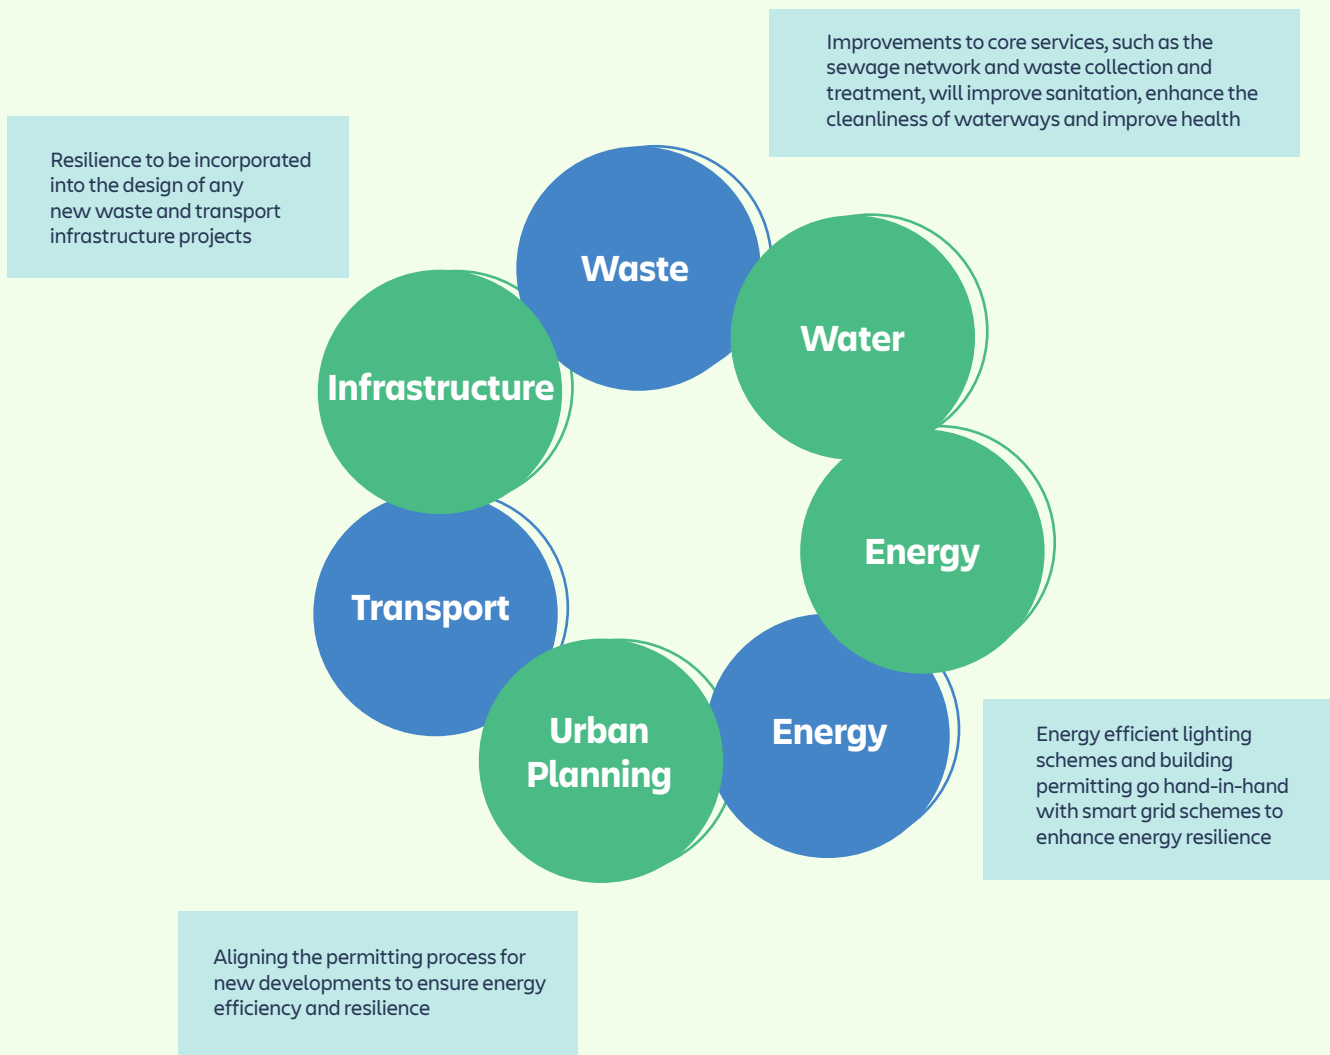 Improvements to core services, such as the
sewage network and waste collection and
treatment, will improve sanitation, enhance the
cleanliness of waterways and improve health
Resilience to be incorporated
into the design of any
new waste and transport
infrastructure projects
Waste
Water
Infrastructure
Energy
Transport
Urban
Planning
Energy
Energy efficient lighting
schemes and building
permitting go hand-in-hand
with smart grid schemes to
enhance energy resilience
Aligning the permitting process for
new developments to ensure energy
efficiency and resilience